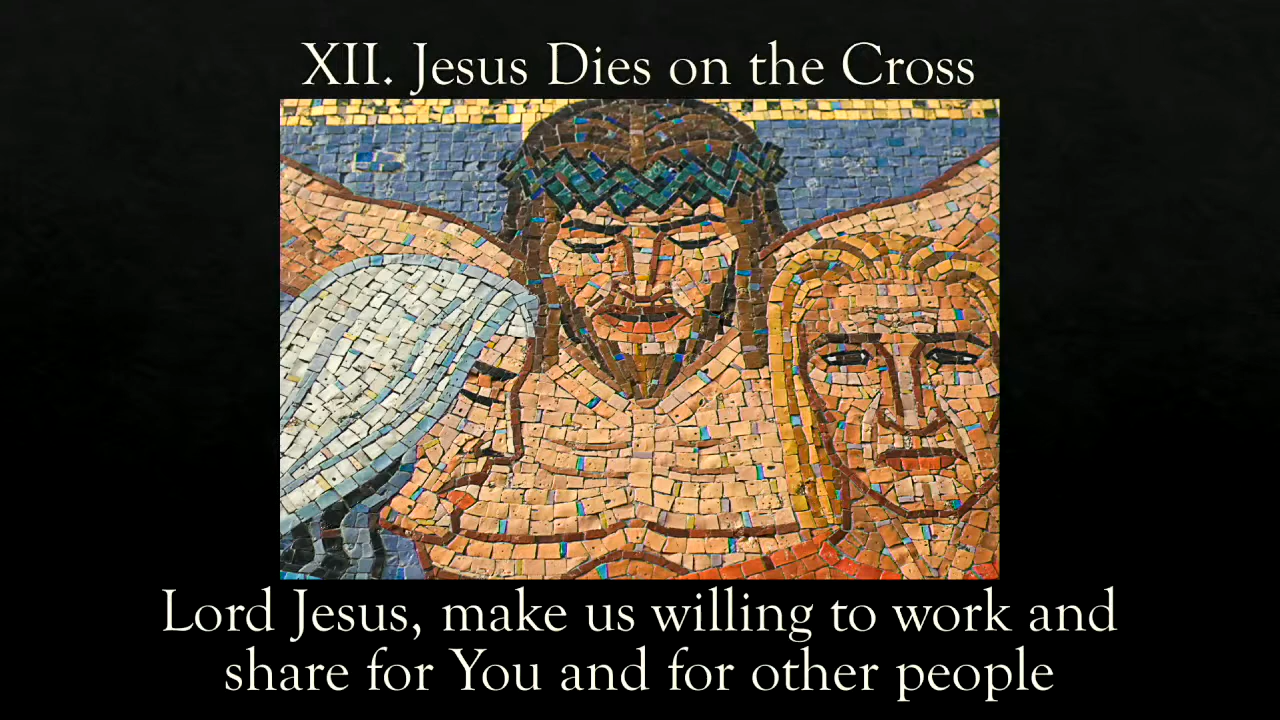 XII. Jesus Dies on the Cross
Lord Jesus, make us willing to work and
share for You and for other people